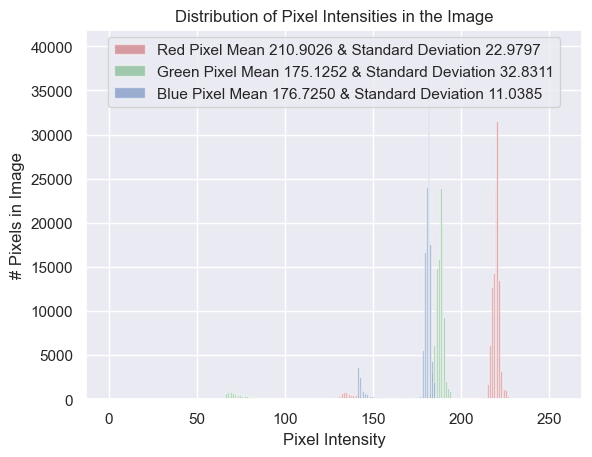 Distribution of Pixel Intensities in the Image
Red Pixel Mean 210.9026 & Standard Deviation 22.9797
Green Pixel Mean 175.1252 & Standard Deviation 32.8311
Blue Pixel Mean 176.7250 & Standard Deviation 11.0385
40000
35000
30000
25000
20000
15000
10000
5000
0
# Pixels in Image
0 50 100 150 200 250
Pixel Intensity